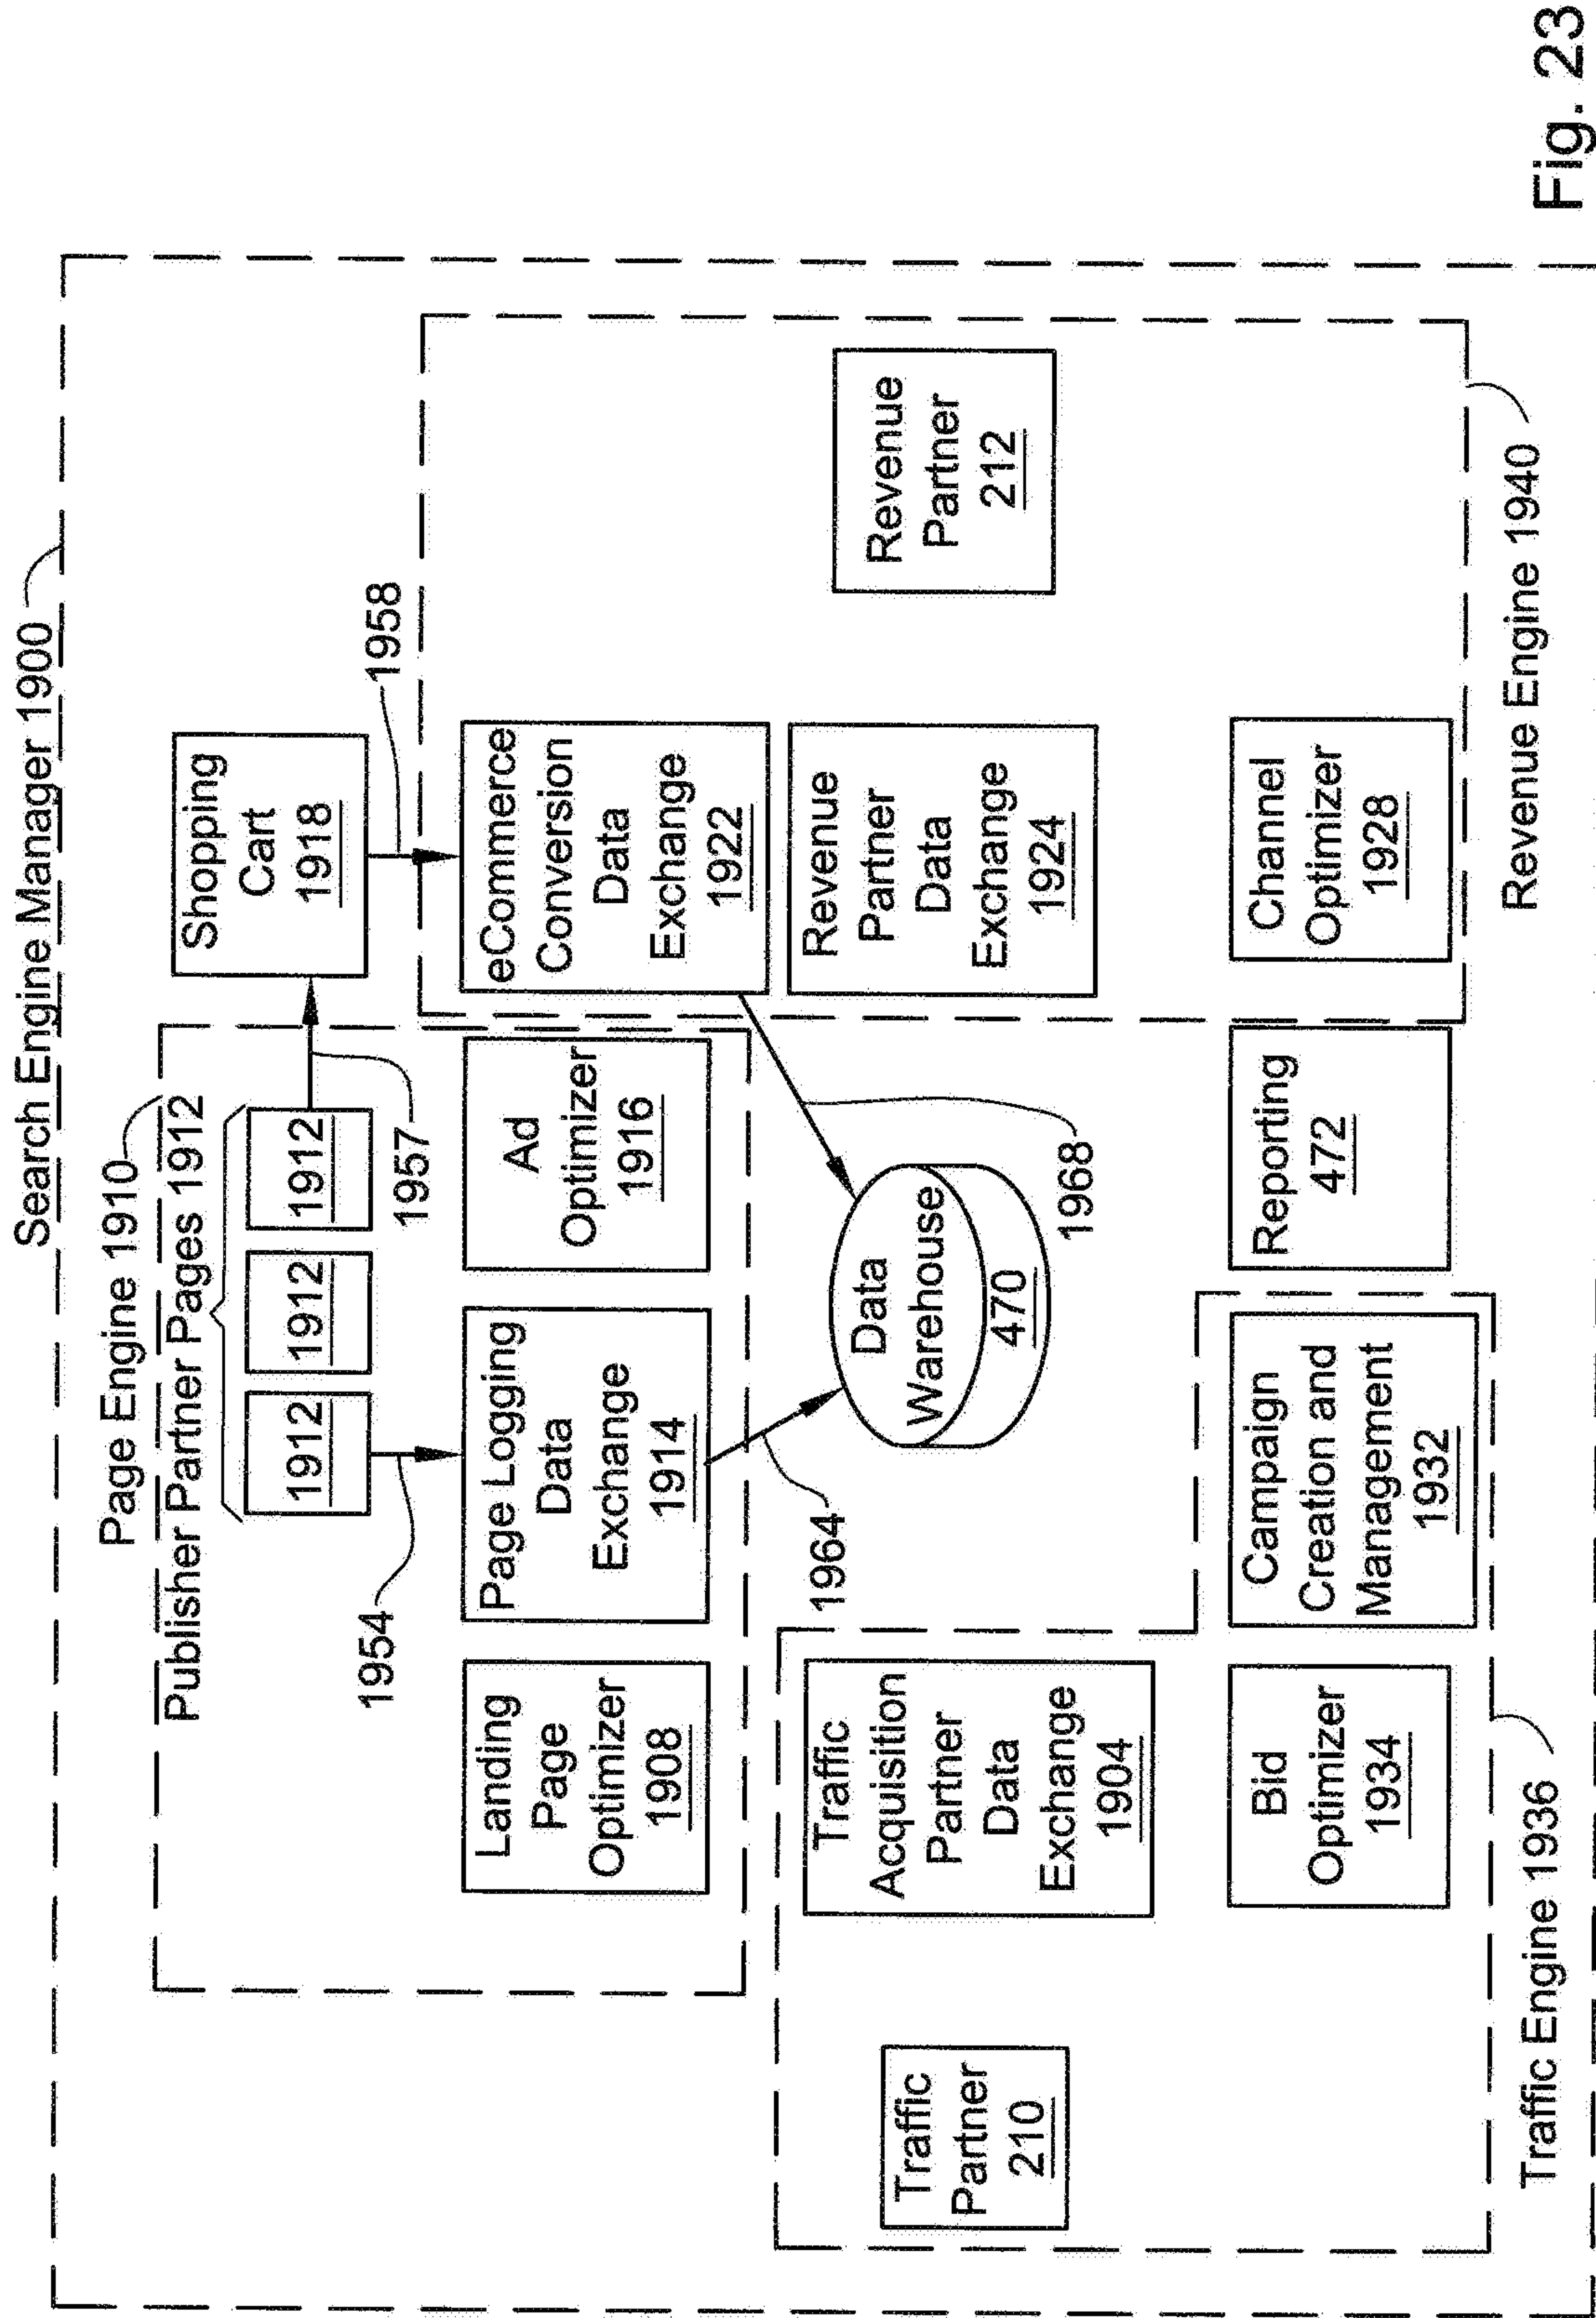 Search Engine Manager 1900
Page Engine 1910
Publisher Partner Pages 1912
1912
1912
1912
1957
Shopping
Cart
1918
1954
1958
Landing
Page
Optimizer
1908
Page Logging
Data
Exchange
1914
Ad
Optimizer
1916
eCommerce
Conversion
Data
Exchange
1922
1964
1968
Traffic
Partner
210
Traffic
Acquisition
Partner
Data
Exchange
1904
Data
Warehouse
470
Revenue
Partner
Data
Exchange
1924
Revenue
Partner
212
Bid
Optimizer
1934
Campaign
Creation and
Management
1932
Reporting
472
Channel
Optimizer
1928
Traffic Engine 1936
Revenue Engine 1940
Fig. 23